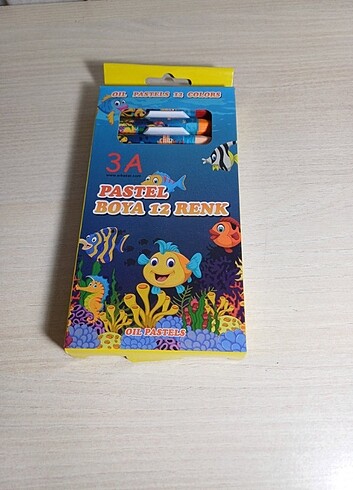 OIL PASTELS 12 COLORS
3A
PASTEL
BOYA 12 RENK
OIL PASTELS